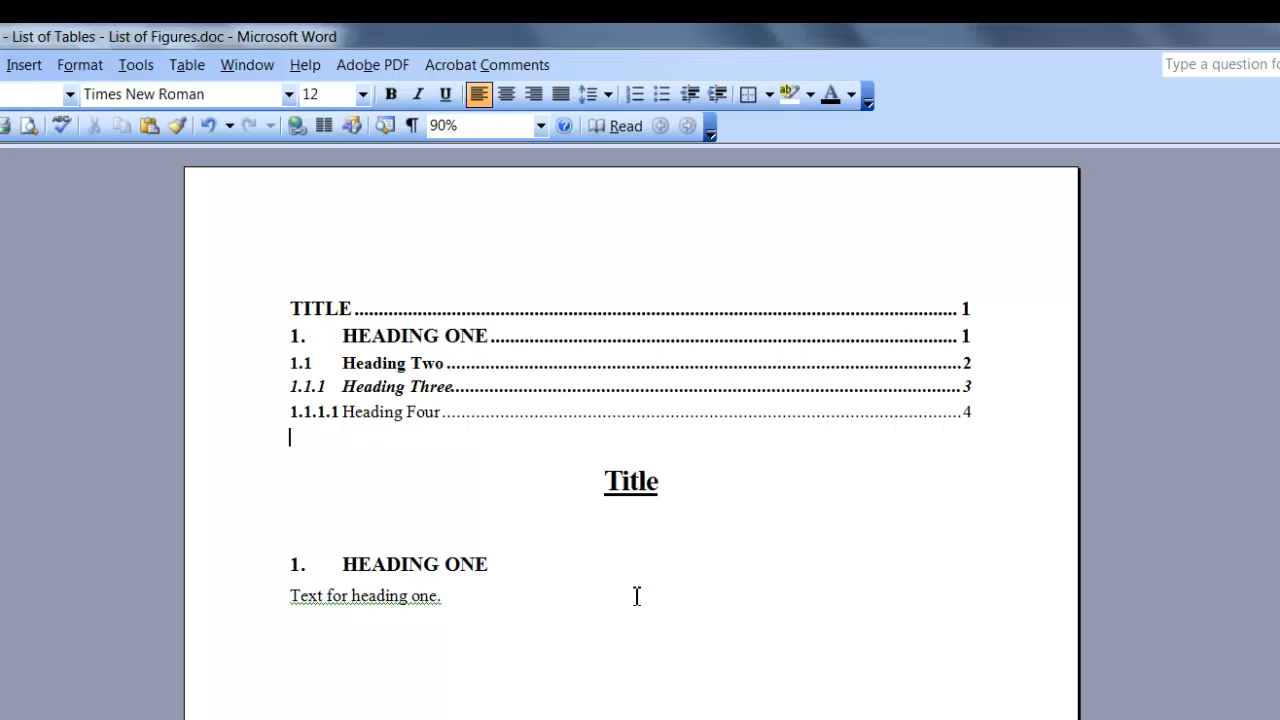 - List of Tables - List of Figures.doc - Microsoft Word
Insert Format Tools Table Window Help Adobe PDF Acrobat Comments Type a question fo
Times New Roman 12 B I U ab A
ABC ¶ 90% ? Read
TITLE 1
1. HEADING ONE 1
1.1 Heading Two 2
1.1.1 Heading Three 3
1.1.1.1 Heading Four 4
Title
1. HEADING ONE
Text for heading one.